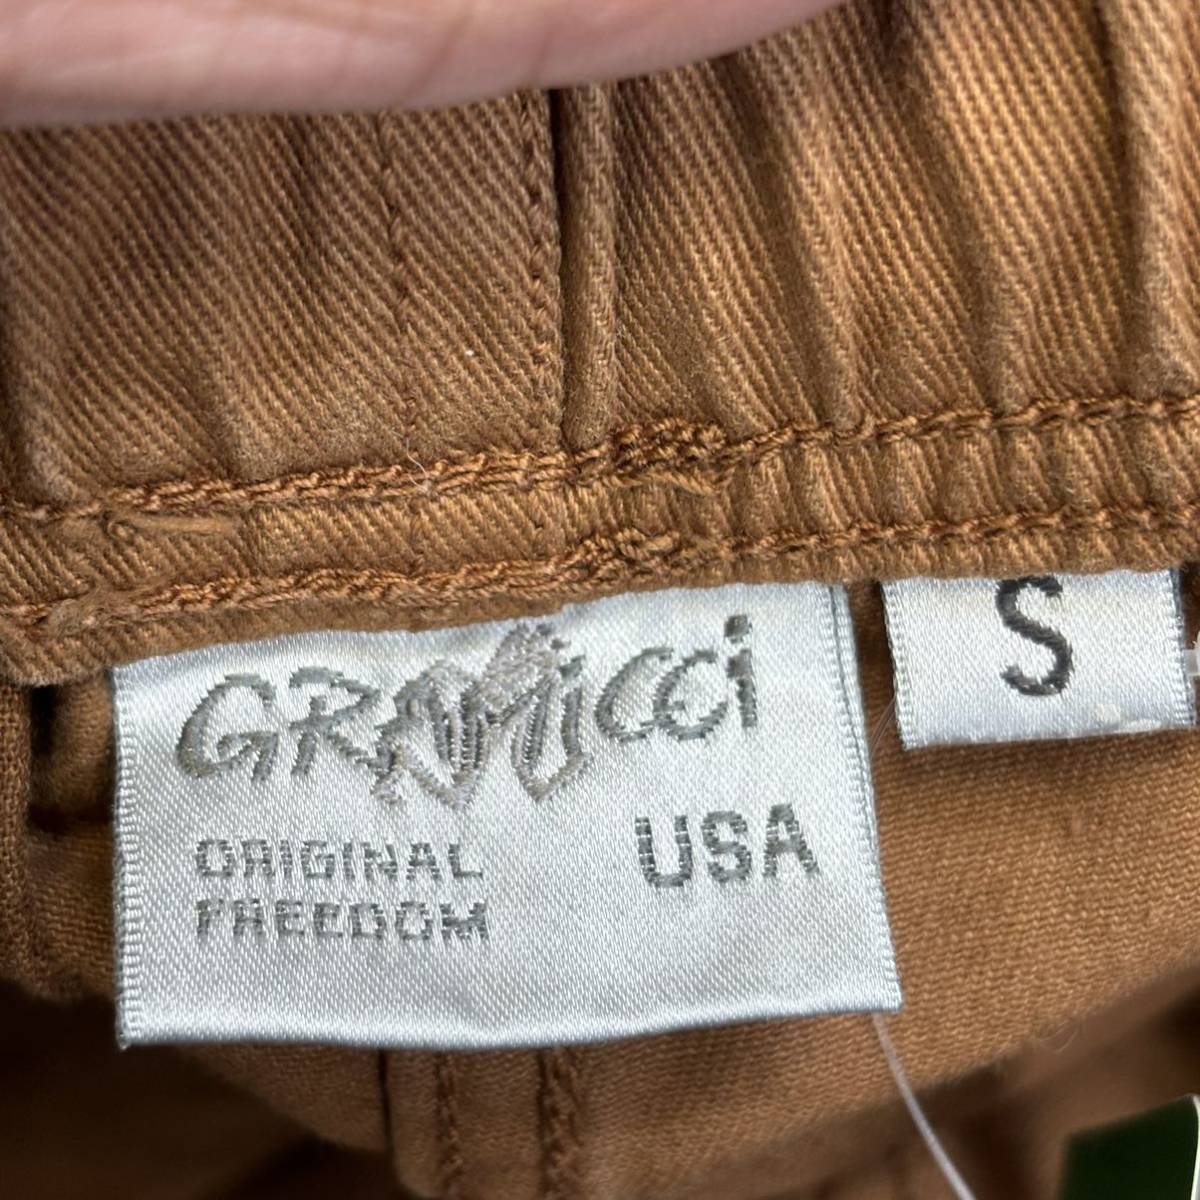 GRAMicci
ORIGINAL
FREEDOM
USA
S